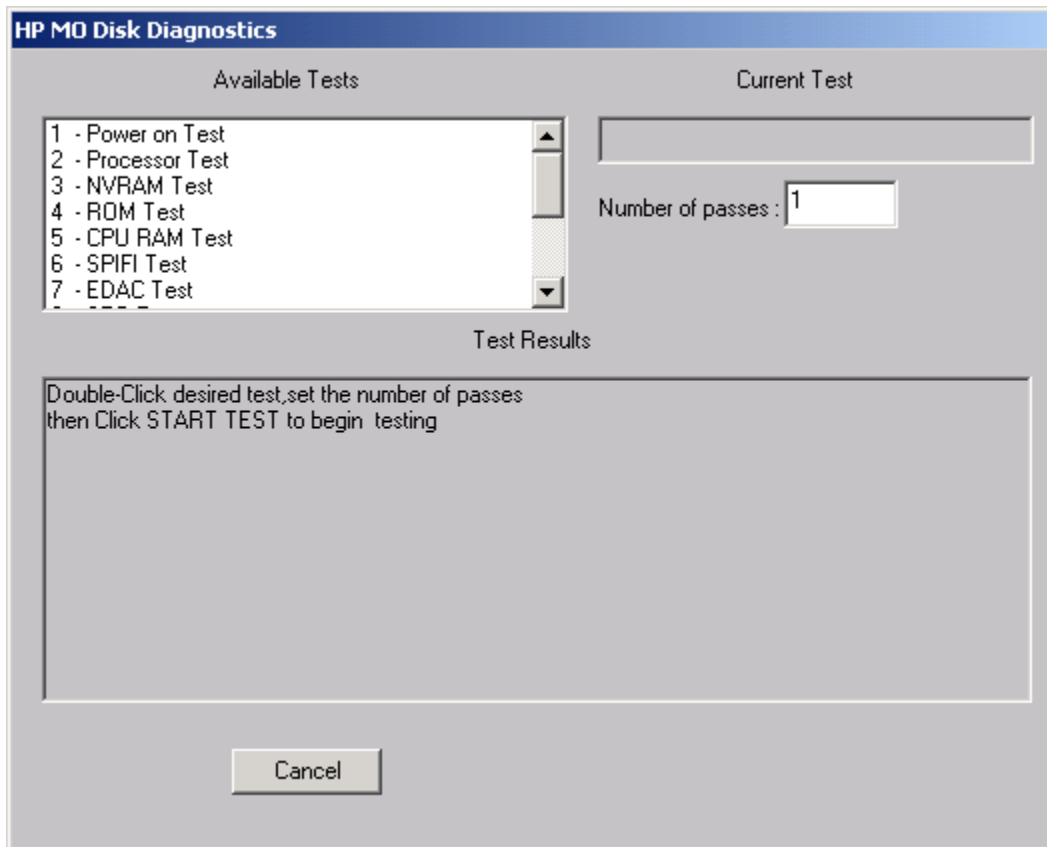 HP MO Disk Diagnostics
Available Tests
Current Test
1 - Power on Test
2 - Processor Test
3 - NVRAM Test
4 - ROM Test
5 - CPU RAM Test
6 - SPIFI Test
7 - EDAC Test
Number of passes : 1
Test Results
Double-Click desired test,set the number of passes
then Click START TEST to begin  testing
Cancel